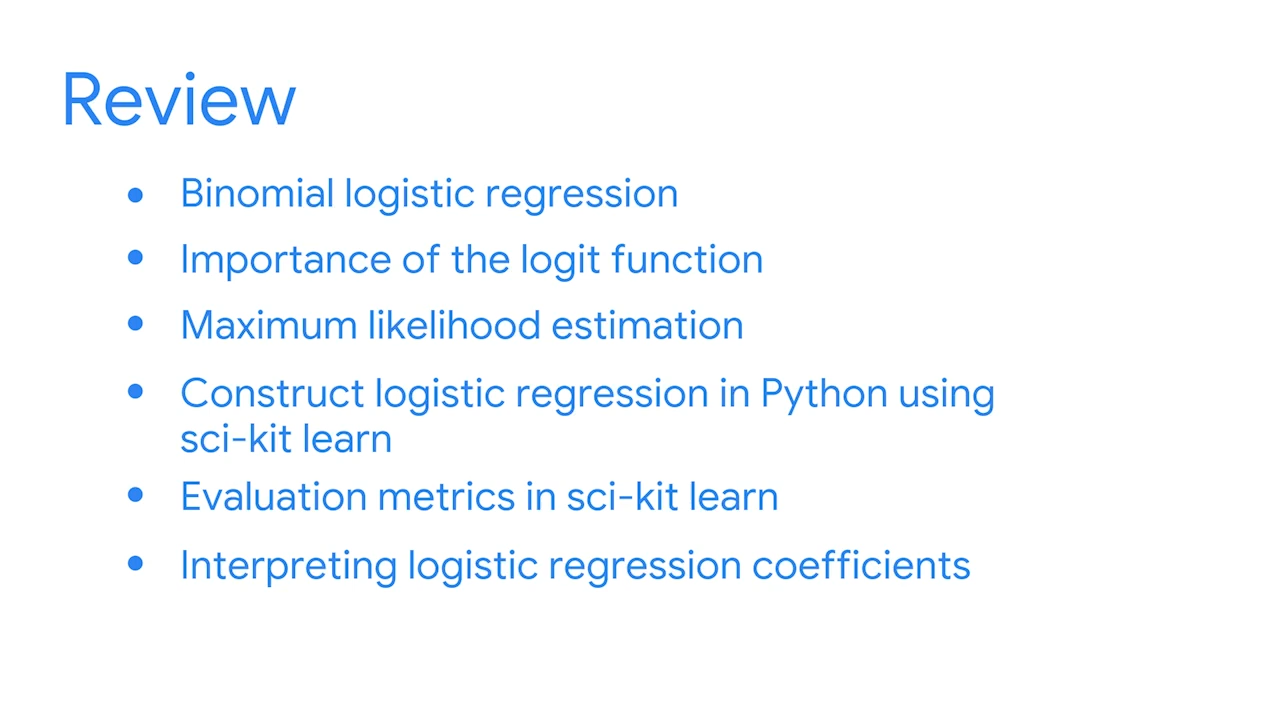 Review
• Binomial logistic regression
• Importance of the logit function
• Maximum likelihood estimation
• Construct logistic regression in Python using
sci-kit learn
• Evaluation metrics in sci-kit learn
• Interpreting logistic regression coefficients